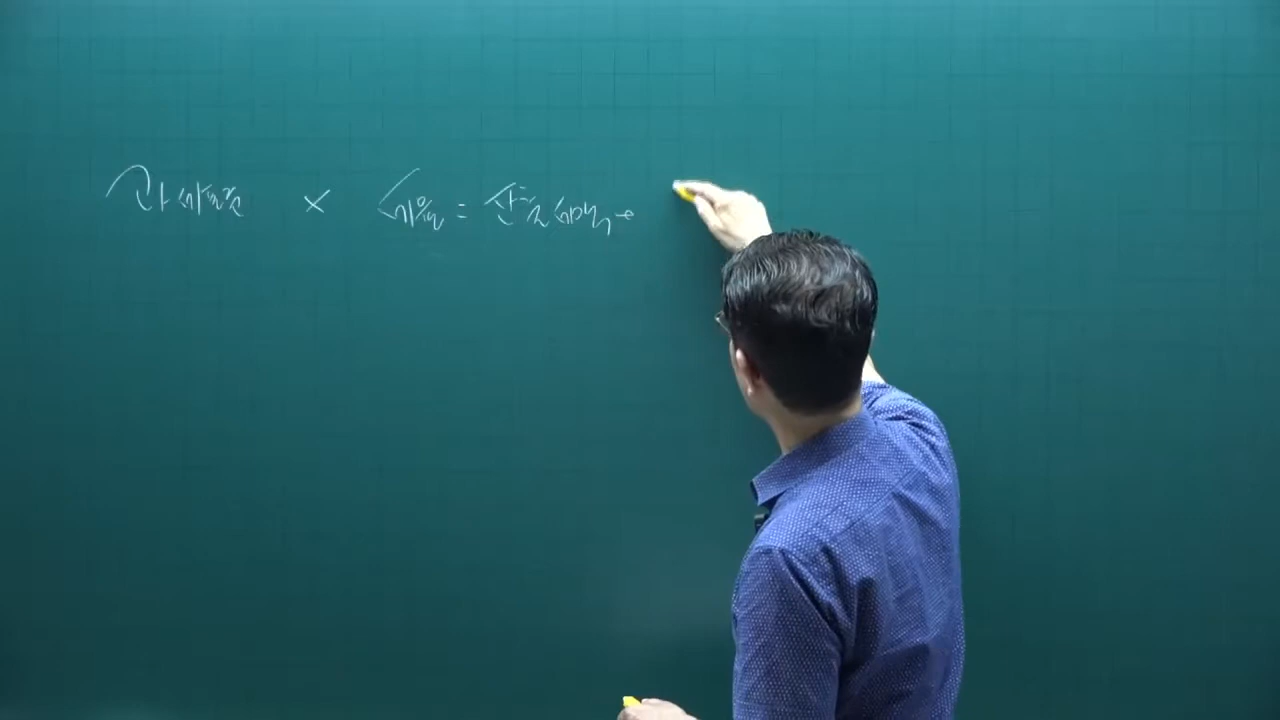 과세표준 × 세율 = 산출세액 →